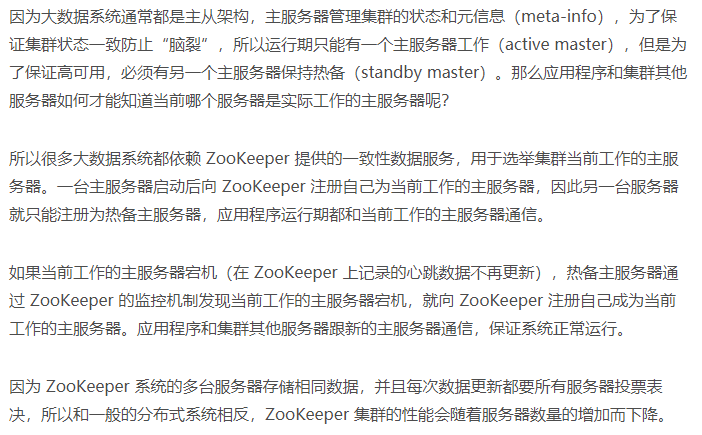 因为大数据系统通常都是主从架构，主服务器管理集群的状态和元信息（meta-info），为了保
证集群状态一致防止“脑裂”，所以运行期只能有一个主服务器工作（active master），但是为
了保证高可用，必须有另一个主服务器保持热备（standby master）。那么应用程序和集群其他
服务器如何才能知道当前哪个服务器是实际工作的主服务器呢？
所以很多大数据系统都依赖 ZooKeeper 提供的一致性数据服务，用于选举集群当前工作的主服
务器。一台主服务器启动后向 ZooKeeper 注册自己为当前工作的主服务器，因此另一台服务器
就只能注册为热备主服务器，应用程序运行期都和当前工作的主服务器通信。
如果当前工作的主服务器宕机（在 ZooKeeper 上记录的心跳数据不再更新），热备主服务器通
过 ZooKeeper 的监控机制发现当前工作的主服务器宕机，就向 ZooKeeper 注册自己成为当前
工作的主服务器。应用程序和集群其他服务器跟新的主服务器通信，保证系统正常运行。
因为 ZooKeeper 系统的多台服务器存储相同数据，并且每次数据更新都要所有服务器投票表
决，所以和一般的分布式系统相反，ZooKeeper 集群的性能会随着服务器数量的增加而下降。